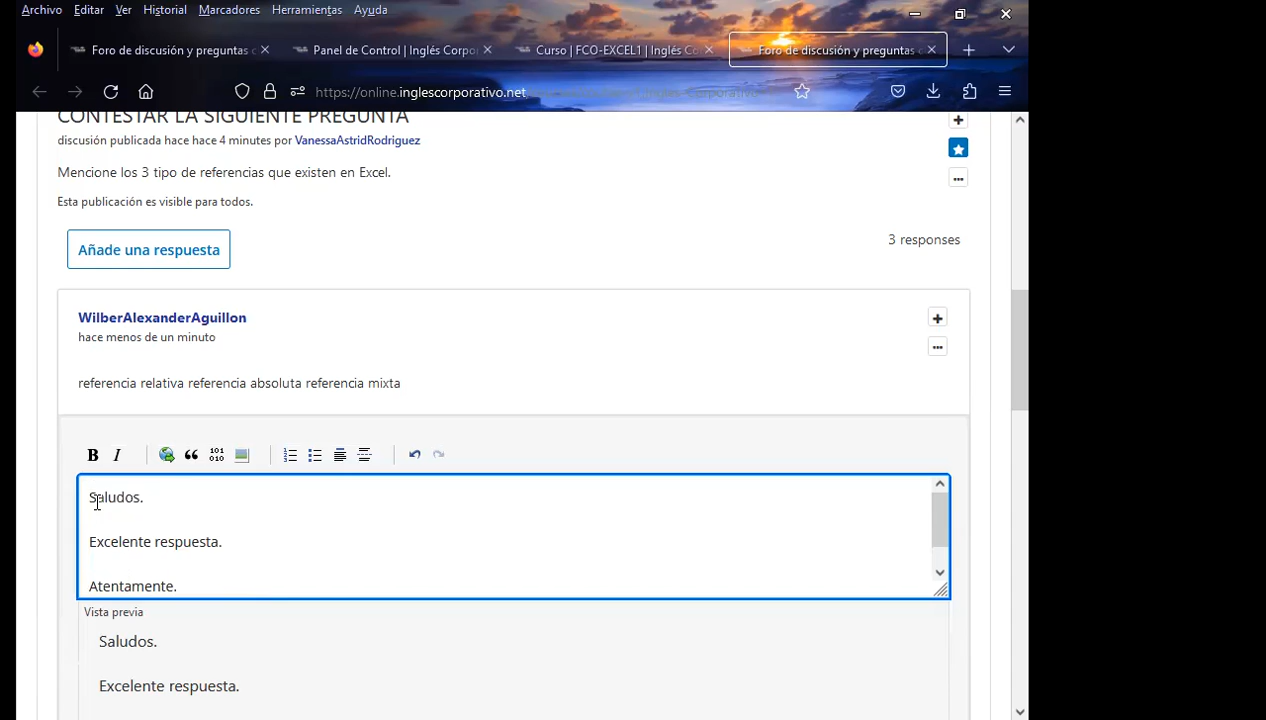 Archivo Editar Ver Historial Marcadores Herramientas Ayuda
Foro de discusión y preguntas Panel de Control | Inglés Corpo Curso | FCO-EXCEL1 | Inglés Co Foro de discusión y preguntas
https://online.inglescorporativo.net
CONTESTAR LA SIGUIENTE PREGUNTA
discusión publicada hace hace 4 minutes por VanessaAstridRodriguez
Mencione los 3 tipo de referencias que existen en Excel.
Esta publicación es visible para todos.
Añade una respuesta
3 responses
WilberAlexanderAguillon
hace menos de un minuto
referencia relativa referencia absoluta referencia mixta
B I 101 010
Saludos.
Excelente respuesta.
Atentamente.
Vista previa
Saludos.
Excelente respuesta.